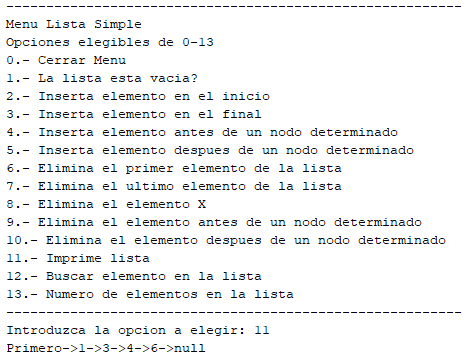 ------------------------------------------------------------
Menu Lista Simple
Opciones elegibles de 0-13
0.- Cerrar Menu
1.- La lista esta vacia?
2.- Inserta elemento en el inicio
3.- Inserta elemento en el final
4.- Inserta elemento antes de un nodo determinado
5.- Inserta elemento despues de un nodo determinado
6.- Elimina el primer elemento de la lista
7.- Elimina el ultimo elemento de la lista
8.- Elimina el elemento X
9.- Elimina el elemento antes de un nodo determinado
10.- Elimina el elemento despues de un nodo determinado
11.- Imprime lista
12.- Buscar elemento en la lista
13.- Numero de elementos en la lista
------------------------------------------------------------
Introduzca la opcion a elegir: 11
Primero->1->3->4->6->null